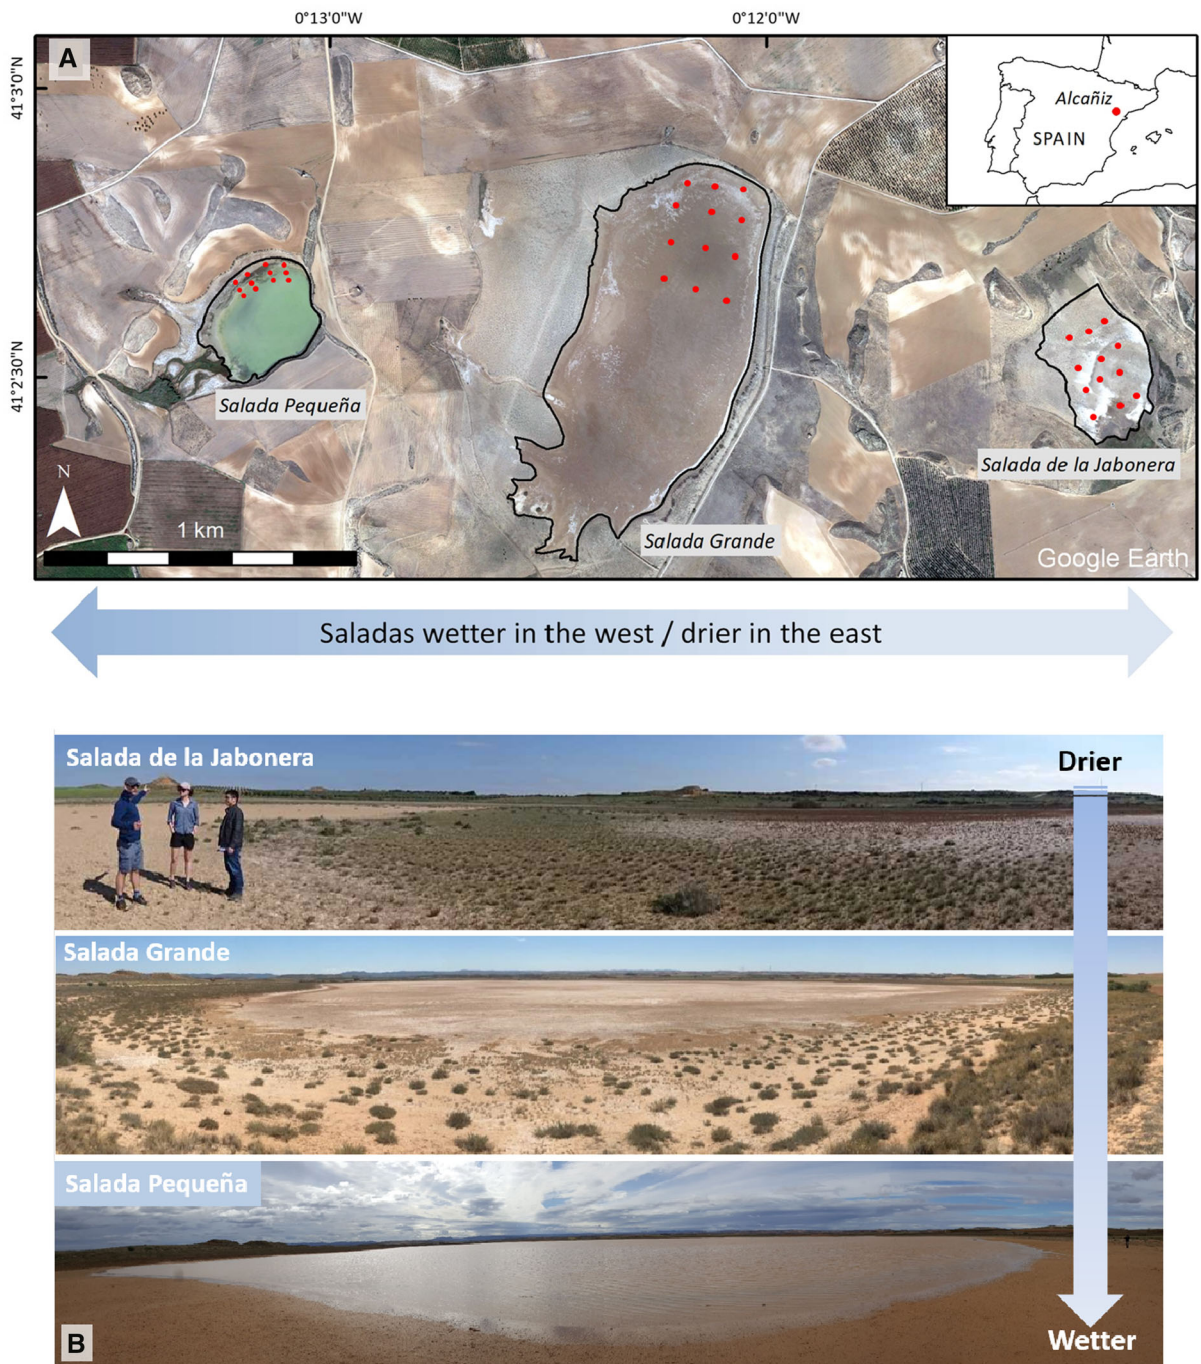 0°13'0"W
0°12'0"W
A
41°3'0"N
41°2'30"N
Alcañiz
SPAIN
Salada Pequeña
Salada de la Jabonera
Salada Grande
N
1 km
Google Earth
Saladas wetter in the west / drier in the east
Salada de la Jabonera
Drier
Salada Grande
Salada Pequeña
B
Wetter